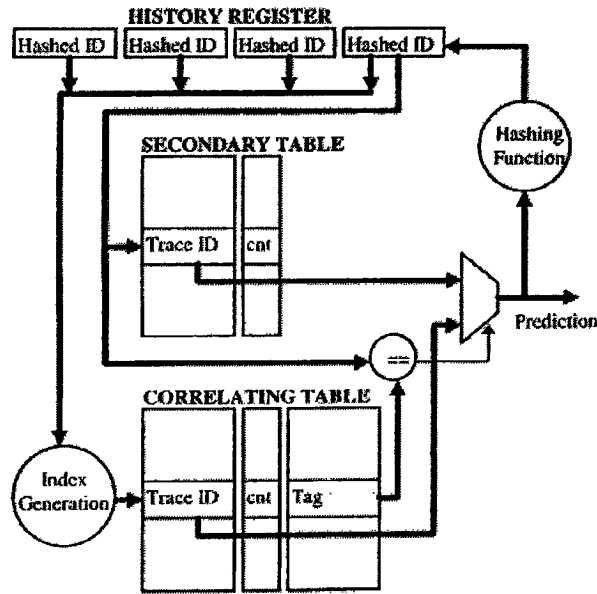 HISTORY REGISTER
Hashed ID Hashed ID Hashed ID Hashed ID
Hashing
Function
SECONDARY TABLE
Trace ID cnt
Prediction
==
CORRELATING TABLE
Index
Generation
Trace ID cnt Tag